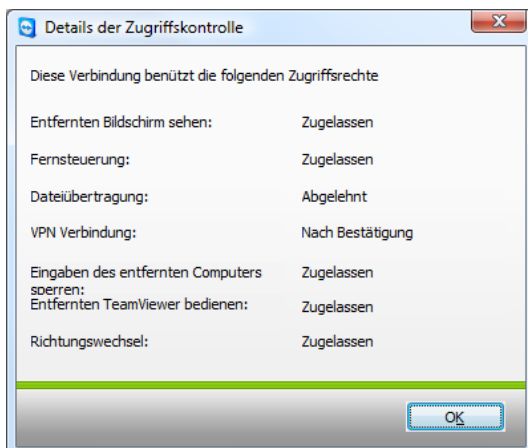 Details der Zugriffskontrolle
Diese Verbindung benützt die folgenden Zugriffsrechte
Entfernten Bildschirm sehen: Zugelassen
Fernsteuerung: Zugelassen
Dateiübertragung: Abgelehnt
VPN Verbindung: Nach Bestätigung
Eingaben des entfernten Computers Zugelassen
sperren:
Entfernten TeamViewer bedienen: Zugelassen
Richtungswechsel: Zugelassen
OK